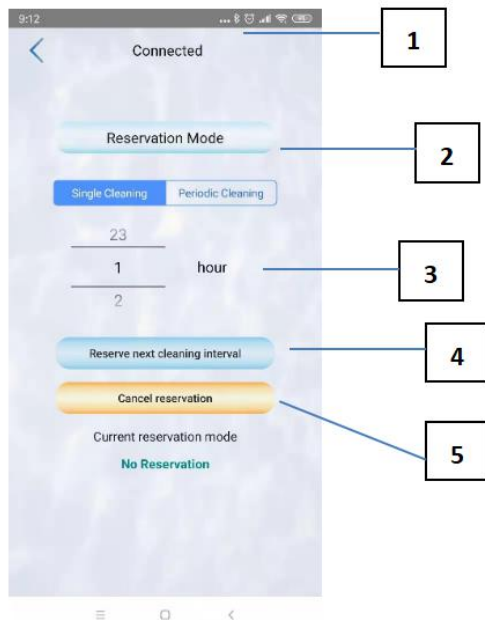 9:12
1
Connected
Reservation Mode
2
Single Cleaning Periodic Cleaning
23
1 hour
3
2
Reserve next cleaning interval
4
Cancel reservation
5
Current reservation mode
No Reservation